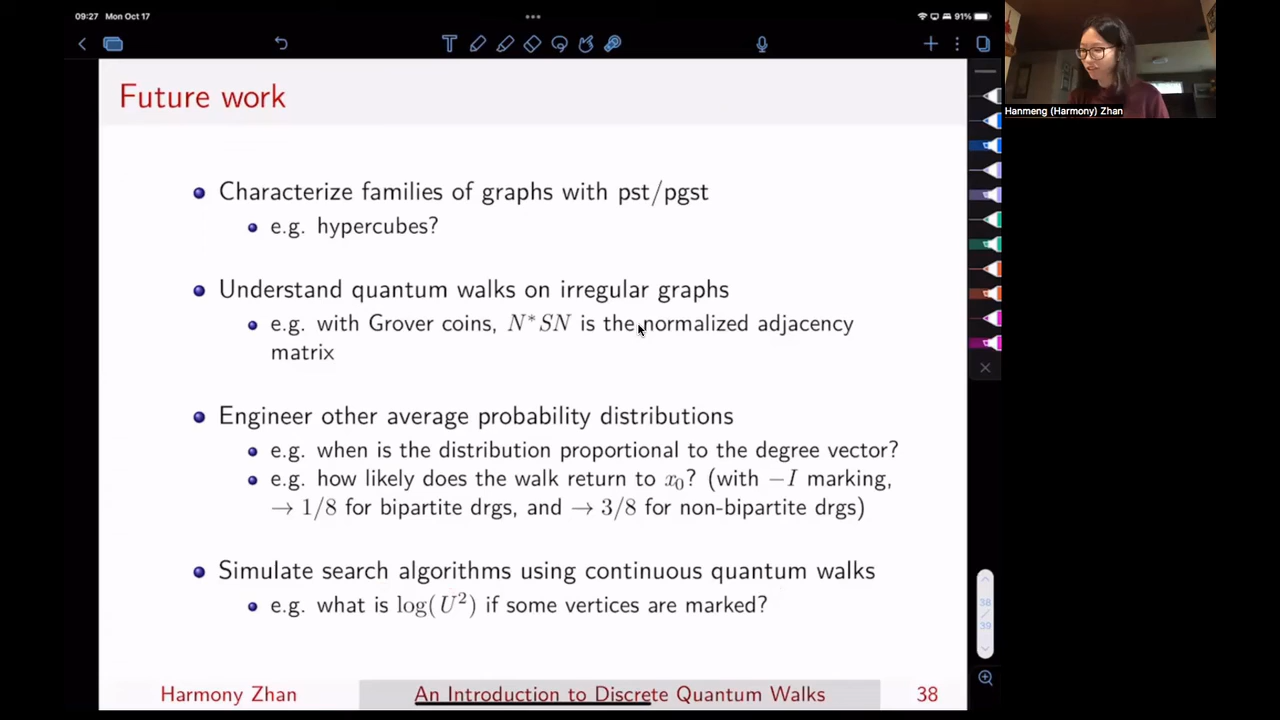 09:27 Mon Oct 17
91%
Hanmeng (Harmony) Zhan
Future work
Characterize families of graphs with pst/pgst
e.g. hypercubes?
Understand quantum walks on irregular graphs
e.g. with Grover coins, N*SN is the normalized adjacency
matrix
Engineer other average probability distributions
e.g. when is the distribution proportional to the degree vector?
e.g. how likely does the walk return to x₀? (with −I marking,
→ 1/8 for bipartite drgs, and → 3/8 for non-bipartite drgs)
Simulate search algorithms using continuous quantum walks
e.g. what is log(U²) if some vertices are marked?
38
/
39
Harmony Zhan An Introduction to Discrete Quantum Walks 38